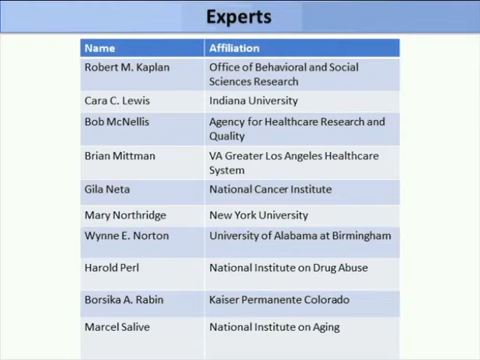 Experts
Name Affiliation
Robert M. Kaplan Office of Behavioral and Social
Sciences Research
Cara C. Lewis Indiana University
Bob McNellis Agency for Healthcare Research and
Quality
Brian Mittman VA Greater Los Angeles Healthcare
System
Gila Neta National Cancer Institute
Mary Northridge New York University
Wynne E. Norton University of Alabama at Birmingham
Harold Perl National Institute on Drug Abuse
Borsika A. Rabin Kaiser Permanente Colorado
Marcel Salive National Institute on Aging